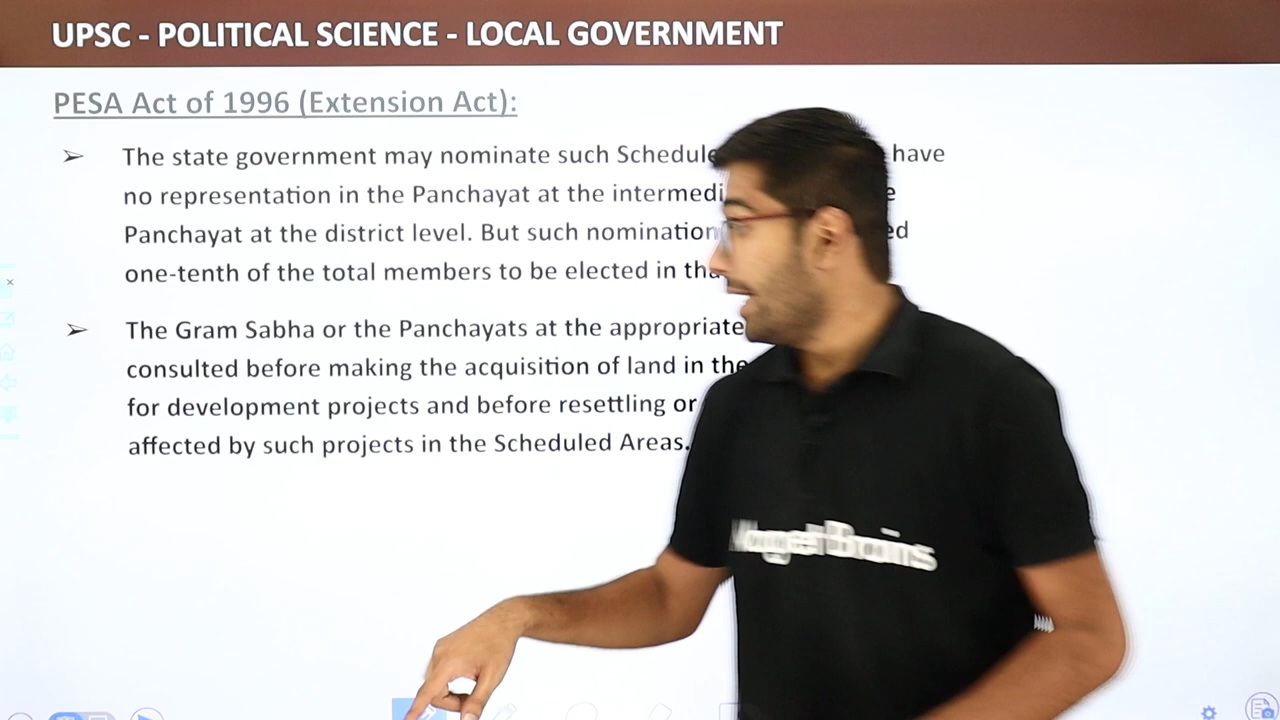 UPSC - POLITICAL SCIENCE - LOCAL GOVERNMENT
PESA Act of 1996 (Extension Act):
➢ The state government may nominate such have
no representation in the Panchayat at the
Panchayat at the district level. But such nomination
one-tenth of the total members to be elected in
➢ The Gram Sabha or the Panchayats at the appropriate
consulted before making the acquisition of land in the
for development projects and before resettling or
affected by such projects in the Scheduled Areas.